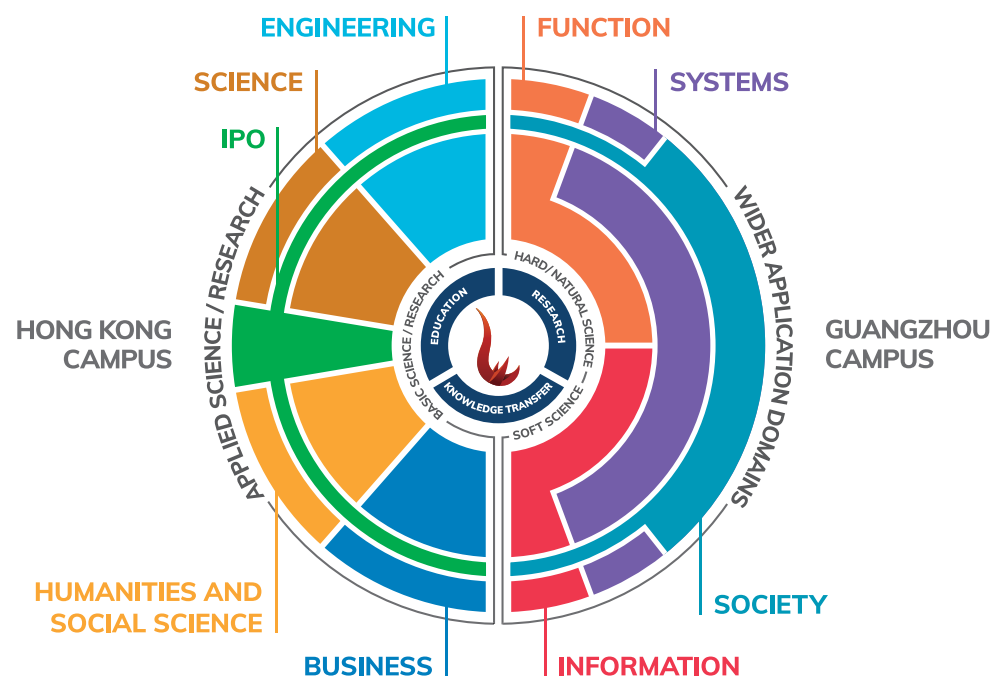 ENGINEERING
FUNCTION
SCIENCE
SYSTEMS
IPO
APPLIED SCIENCE / RESEARCH
WIDER APPLICATION DOMAINS
HONG KONG
CAMPUS
GUANGZHOU
CAMPUS
BASIC SCIENCE / RESEARCH
HARD/ NATURAL SCIENCE — SOFT SCIENCE
EDUCATION
RESEARCH
KNOWLEDGE TRANSFER
HUMANITIES AND
SOCIAL SCIENCE
SOCIETY
BUSINESS
INFORMATION